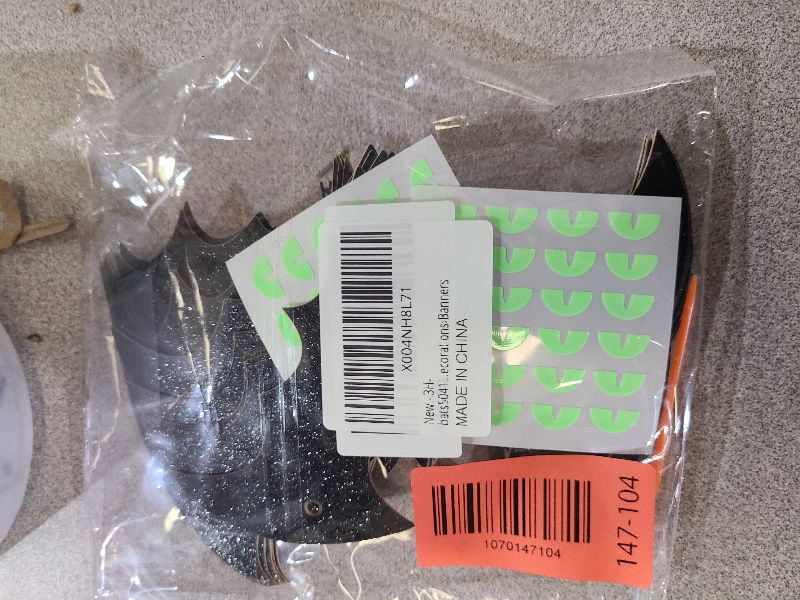 X004NH8L71
New - 3H-
bats5041...ecorations/Banners
MADE IN CHINA
1070147104
147-104